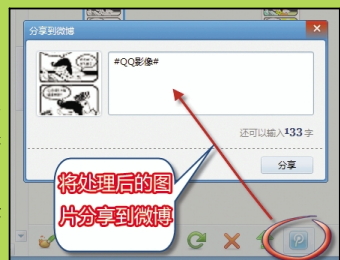 分享到微博
#QQ影像#
还可以输入133字
分享
将处理后的图
片分享到微博